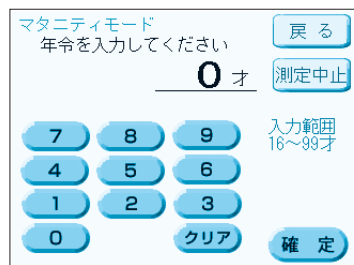 マタニティモード
年令を入力してください
戻る
0才
測定中止
入力範囲
16～99才
7 8 9
4 5 6
1 2 3
0 クリア
確定